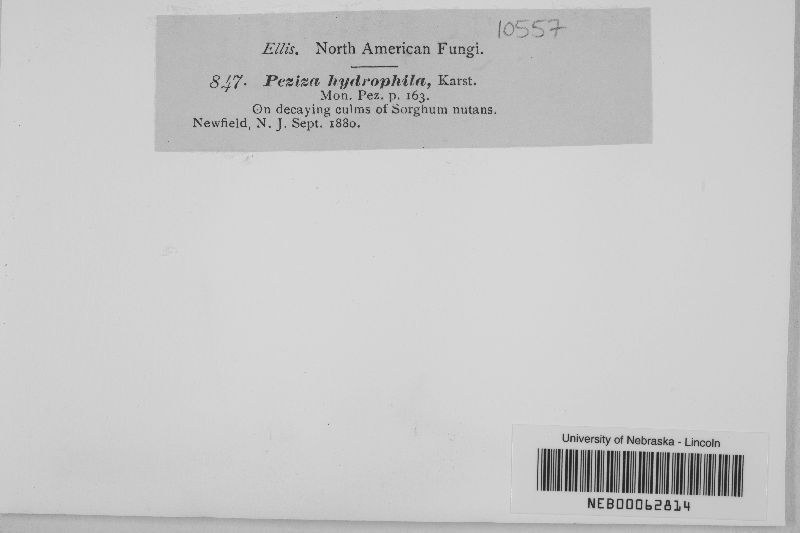 10557
Ellis. North American Fungi.
847. Peziza hydrophila, Karst.
Mon. Pez. p. 163.
On decaying culms of Sorghum nutans.
Newfield, N. J. Sept. 1880.
University of Nebraska - Lincoln
NEB00062814